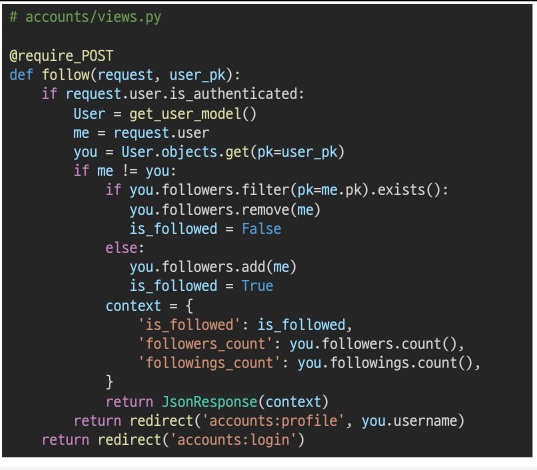 # accounts/views.py

@require_POST
def follow(request, user_pk):
    if request.user.is_authenticated:
        User = get_user_model()
        me = request.user
        you = User.objects.get(pk=user_pk)
        if me != you:
            if you.followers.filter(pk=me.pk).exists():
                you.followers.remove(me)
                is_followed = False
            else:
                you.followers.add(me)
                is_followed = True
            context = {
                'is_followed': is_followed,
                'followers_count': you.followers.count(),
                'followings_count': you.followings.count(),
            }
            return JsonResponse(context)
        return redirect('accounts:profile', you.username)
    return redirect('accounts:login')